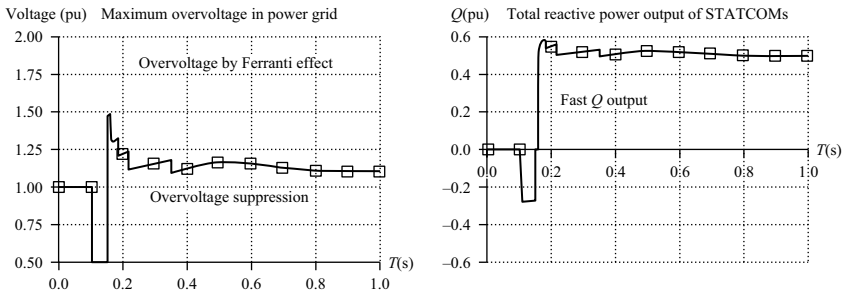 Voltage (pu) Maximum overvoltage in power grid
2.00
1.75
1.50
1.25
1.00
0.75
0.50
Overvoltage by Ferranti effect
Overvoltage suppression
T(s)
0.0 0.2 0.4 0.6 0.8 1.0
Q(pu) Total reactive power output of STATCOMs
0.6
0.4
0.2
0.0
–0.2
–0.4
–0.6
Fast Q output
T(s)
0.0 0.2 0.4 0.6 0.8 1.0